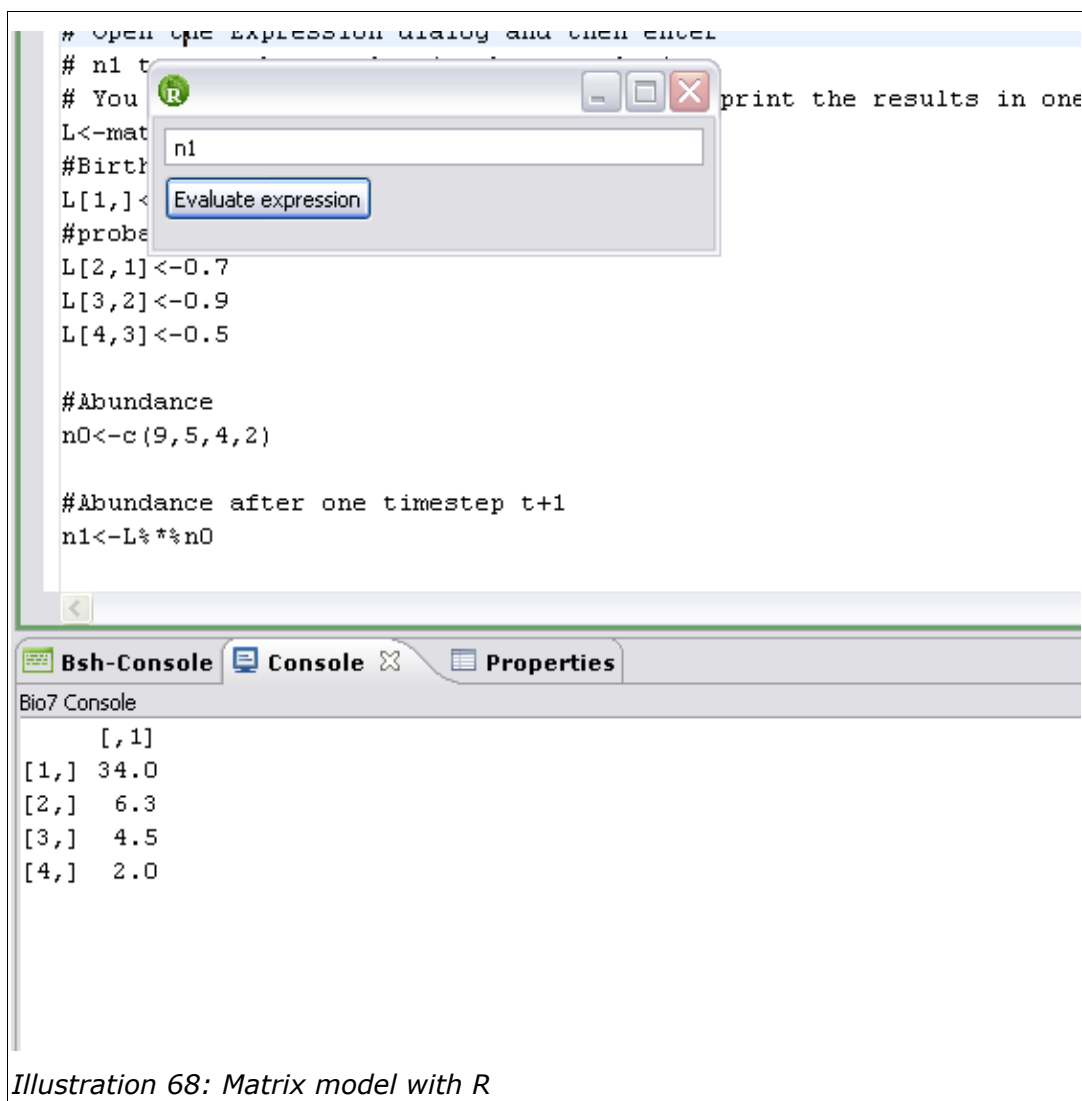 # Open the Expression dialog and then enter
# n1 t
# You print the results in one
L<-mat
n1
#Birth
L[1,]<
Evaluate expression
#proba
L[2,1]<-0.7
L[3,2]<-0.9
L[4,3]<-0.5
#Abundance
n0<-c(9,5,4,2)
#Abundance after one timestep t+1
n1<-L%*%n0
Bsh-Console Console Properties
Bio7 Console
[,1]
[1,] 34.0
[2,] 6.3
[3,] 4.5
[4,] 2.0
Illustration 68: Matrix model with R